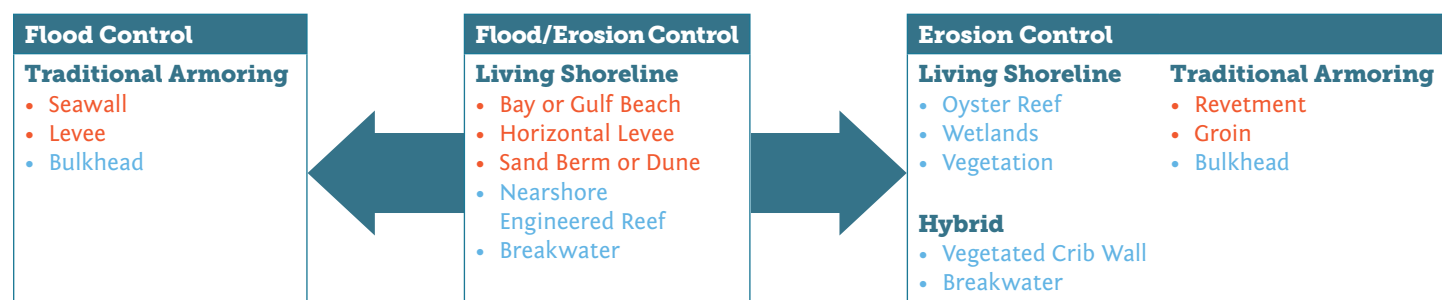 Flood Control
Traditional Armoring
• Seawall
• Levee
• Bulkhead
Flood/Erosion Control
Living Shoreline
• Bay or Gulf Beach
• Horizontal Levee
• Sand Berm or Dune
• Nearshore
Engineered Reef
• Breakwater
Erosion Control
Living Shoreline
• Oyster Reef
• Wetlands
• Vegetation
Hybrid
• Vegetated Crib Wall
• Breakwater
Traditional Armoring
• Revetment
• Groin
• Bulkhead